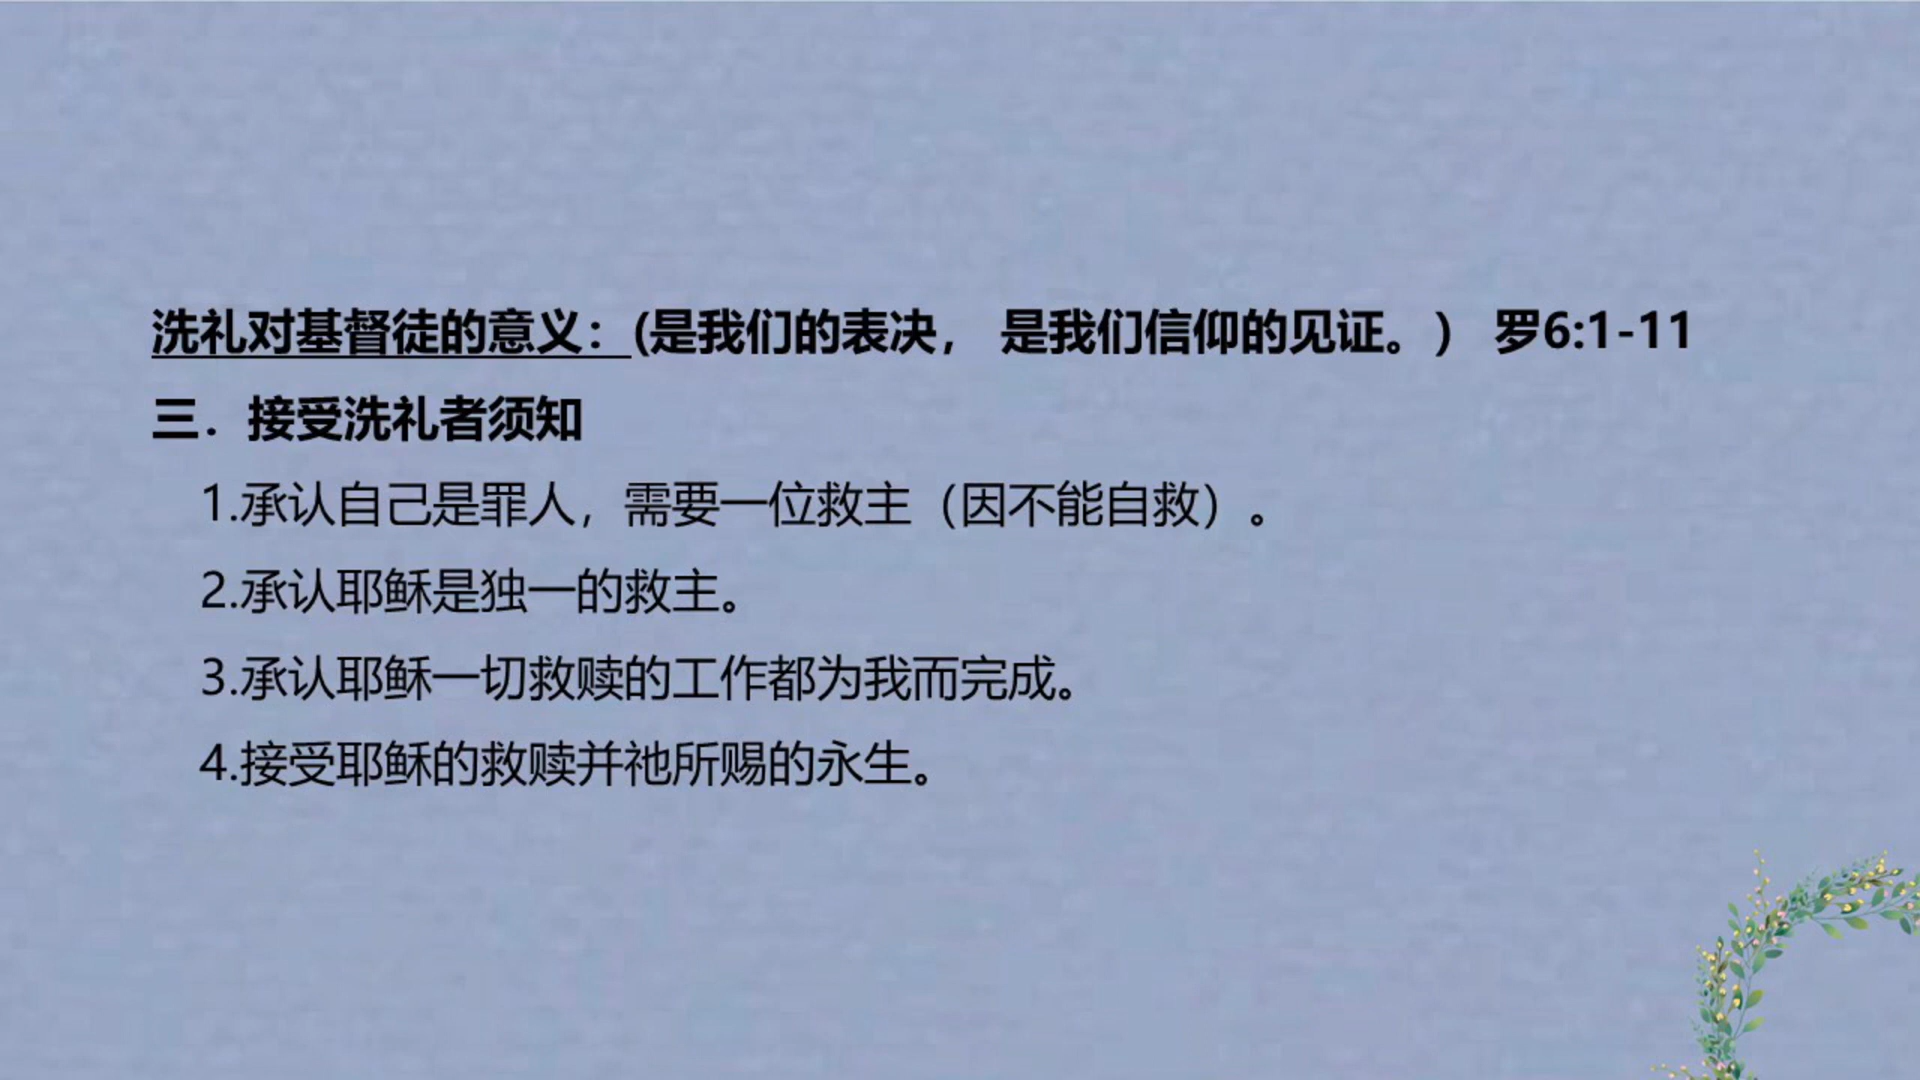 洗礼对基督徒的意义：(是我们的表决， 是我们信仰的见证。） 罗6:1-11
三．接受洗礼者须知
1.承认自己是罪人，需要一位救主（因不能自救）。
2.承认耶稣是独一的救主。
3.承认耶稣一切救赎的工作都为我而完成。
4.接受耶稣的救赎并祂所赐的永生。